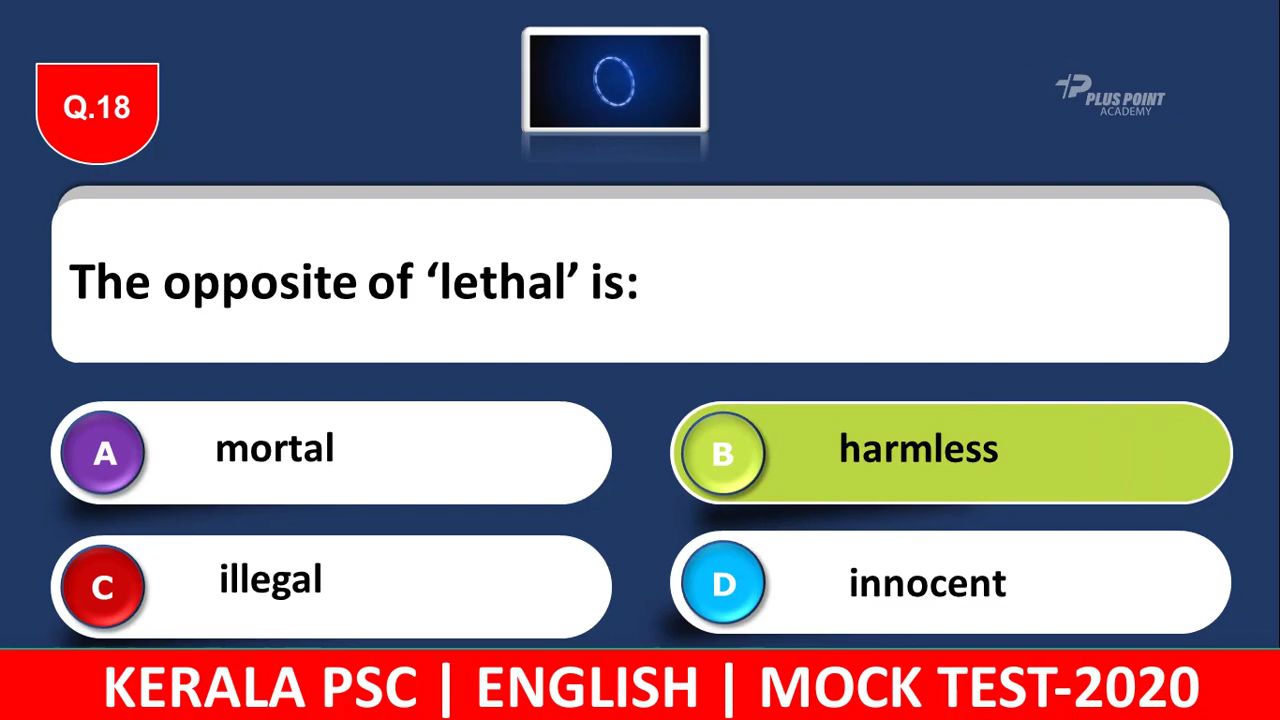 Q.18
PLUS POINT
ACADEMY
The opposite of ‘lethal’ is:
A mortal
B harmless
C illegal
D innocent
KERALA PSC | ENGLISH | MOCK TEST-2020